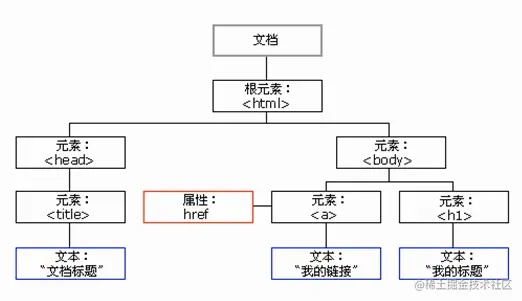 文档
根元素：
<html>
元素：
<head>
元素：
<body>
元素：
<title>
属性：
href
元素：
<a>
元素：
<h1>
文本：
“文档标题”
文本：
“我的链接”
文本：
“我的标题”
@稀土掘金技术社区